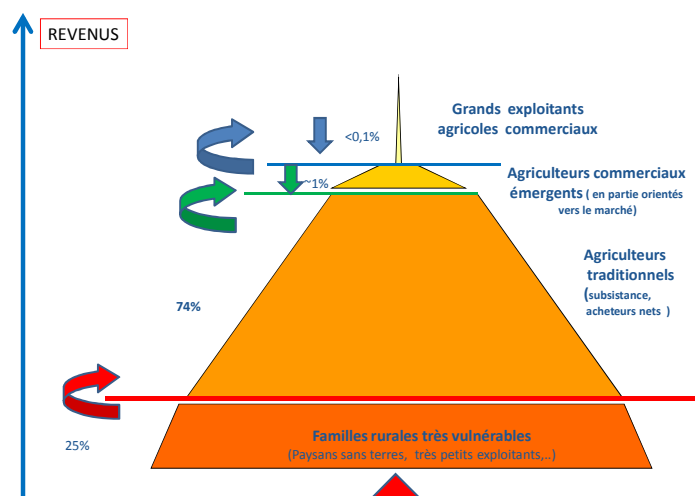 REVENUS
Grands exploitants
agricoles commerciaux
<0,1%
Agriculteurs commerciaux
émergents ( en partie orientés
vers le marché)
~1%
Agriculteurs
traditionnels
(subsistance,
acheteurs nets )
74%
Familles rurales très vulnérables
(Paysans sans terres, très petits exploitants,..)
25%